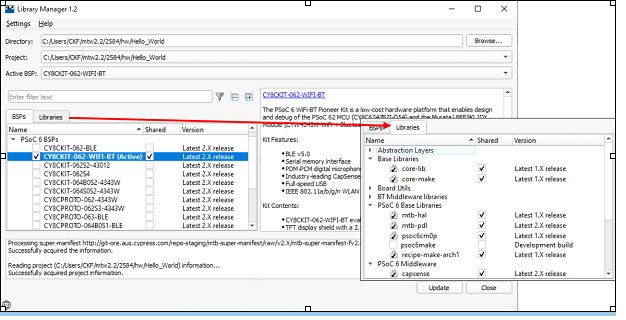 Library Manager 1.2
Settings Help
Directory: C:/Users/CKF/mtw2.2/2584/hw/Hello_World Browse...
Project: C:/Users/CKF/mtw2.2/2584/hw/Hello_World
Active BSP: CY8CKIT-062-WIFI-BT
Enter filter text
BSPs Libraries
Name Shared Version
PSoC 6 BSPs
CY8CKIT-062-BLE Latest 2.X release
CY8CKIT-062-WIFI-BT (Active) Latest 2.X release
CY8CKIT-062S2-43012 Latest 2.X release
CY8CKIT-062S4 Latest 2.X release
CY8CKIT-064B0S2-4343W Latest 2.X release
CY8CKIT-064S0S2-4343W Latest 2.X release
CY8CPROTO-062-4343W Latest 2.X release
CY8CPROTO-062S3-4343W Latest 2.X release
CY8CPROTO-063-BLE Latest 2.X release
CY8CPROTO-064B0S1-BLE Latest 2.X release
CY8CKIT-062-WIFI-BT
The PSoC 6 WiFi-BT Pioneer Kit is a low-cost hardware platform that enables design
and debug of the PSoC 62 MCU
Kit Features:
BLE v5.0
Serial memory interface
PDM-PCM digital microphone
Industry-leading CapSense
Full-speed USB
IEEE 802.11a/b/g/n WLAN
Kit Contents:
CY8CKIT-062-WIFI-BT
TFT display shield with a 2.
BSPs Libraries
Name Shared Version
Abstraction Layers
Base Libraries
core-lib Latest 1.X release
core-make Latest 1.X release
Board Utils
BT Middleware libraries
PSoC 6 Base Libraries
mtb-hal Latest 1.X release
mtb-pdl Latest 2.X release
psoc6cm0p Latest 1.X release
psoc6make Development build
recipe-make-arch1 Latest 1.X release
PSoC 6 Middleware
capsense Latest 2.X release
Processing super-manifest http://git-ore.aus.cypress.com/repo-staging/mtb-super-manifest/raw/v2.X/mtb-super-manifest-fv2.
Successfully acquired the information.
Reading project (C:/Users/CKF/mtw2.2/2584/hw/Hello_World) information...
Successfully acquired project information.
Update Close